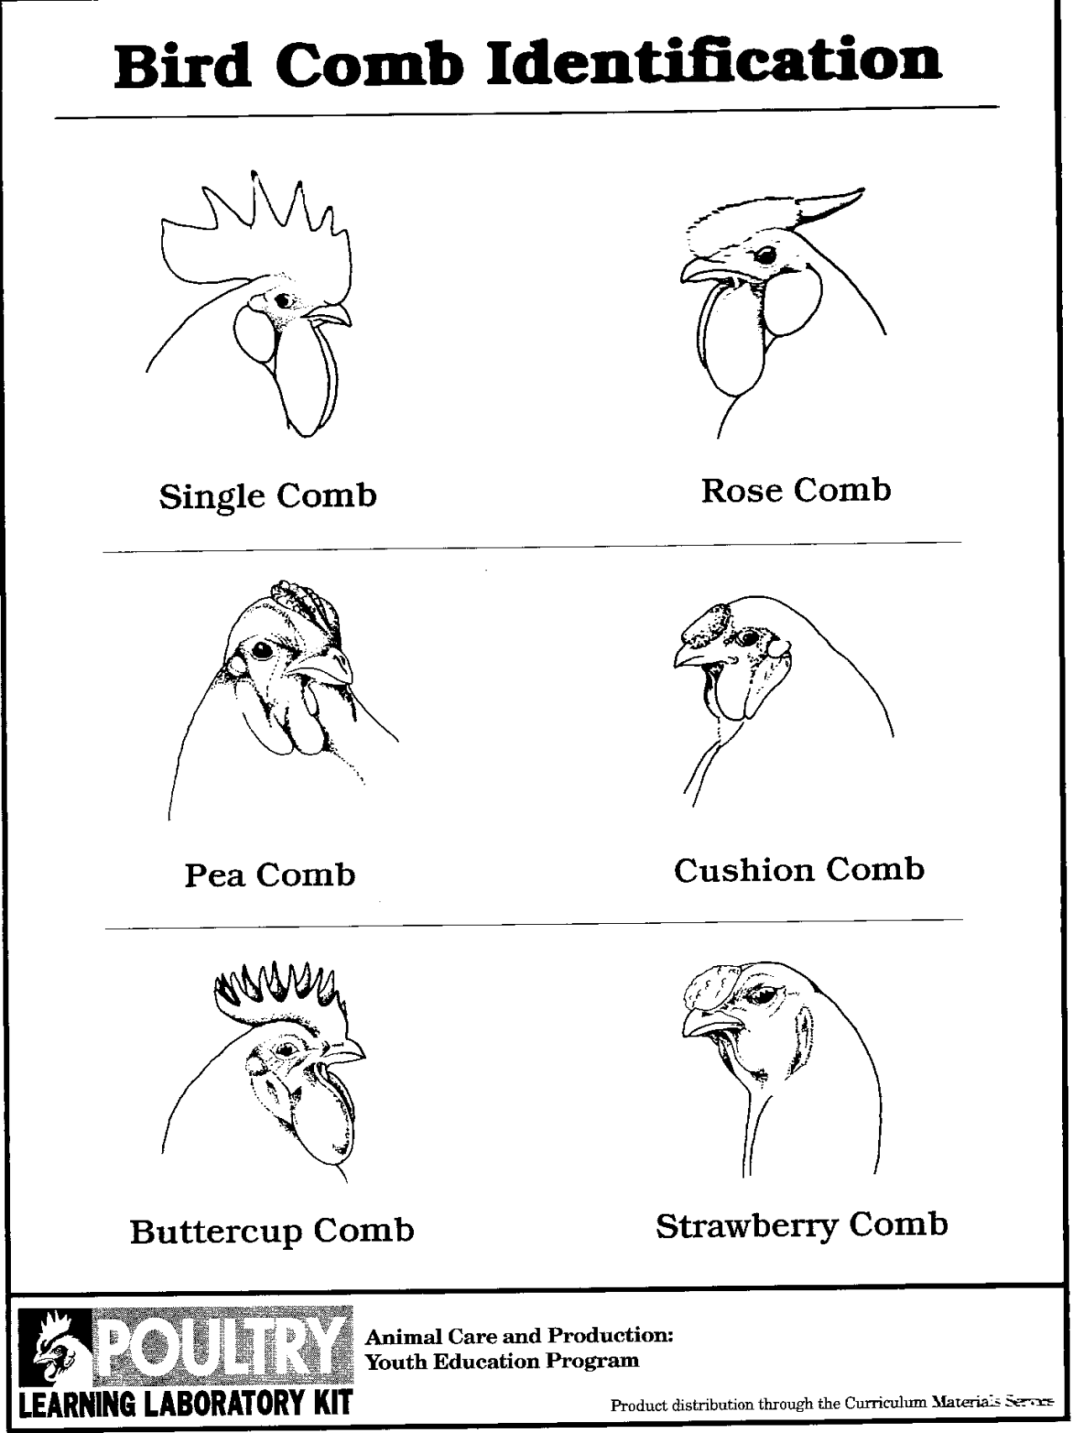 Bird Comb Identification
Single Comb
Rose Comb
Pea Comb
Cushion Comb
Buttercup Comb
Strawberry Comb
POULTRY
LEARNING LABORATORY KIT
Animal Care and Production:
Youth Education Program
Product distribution through the Curriculum Materials